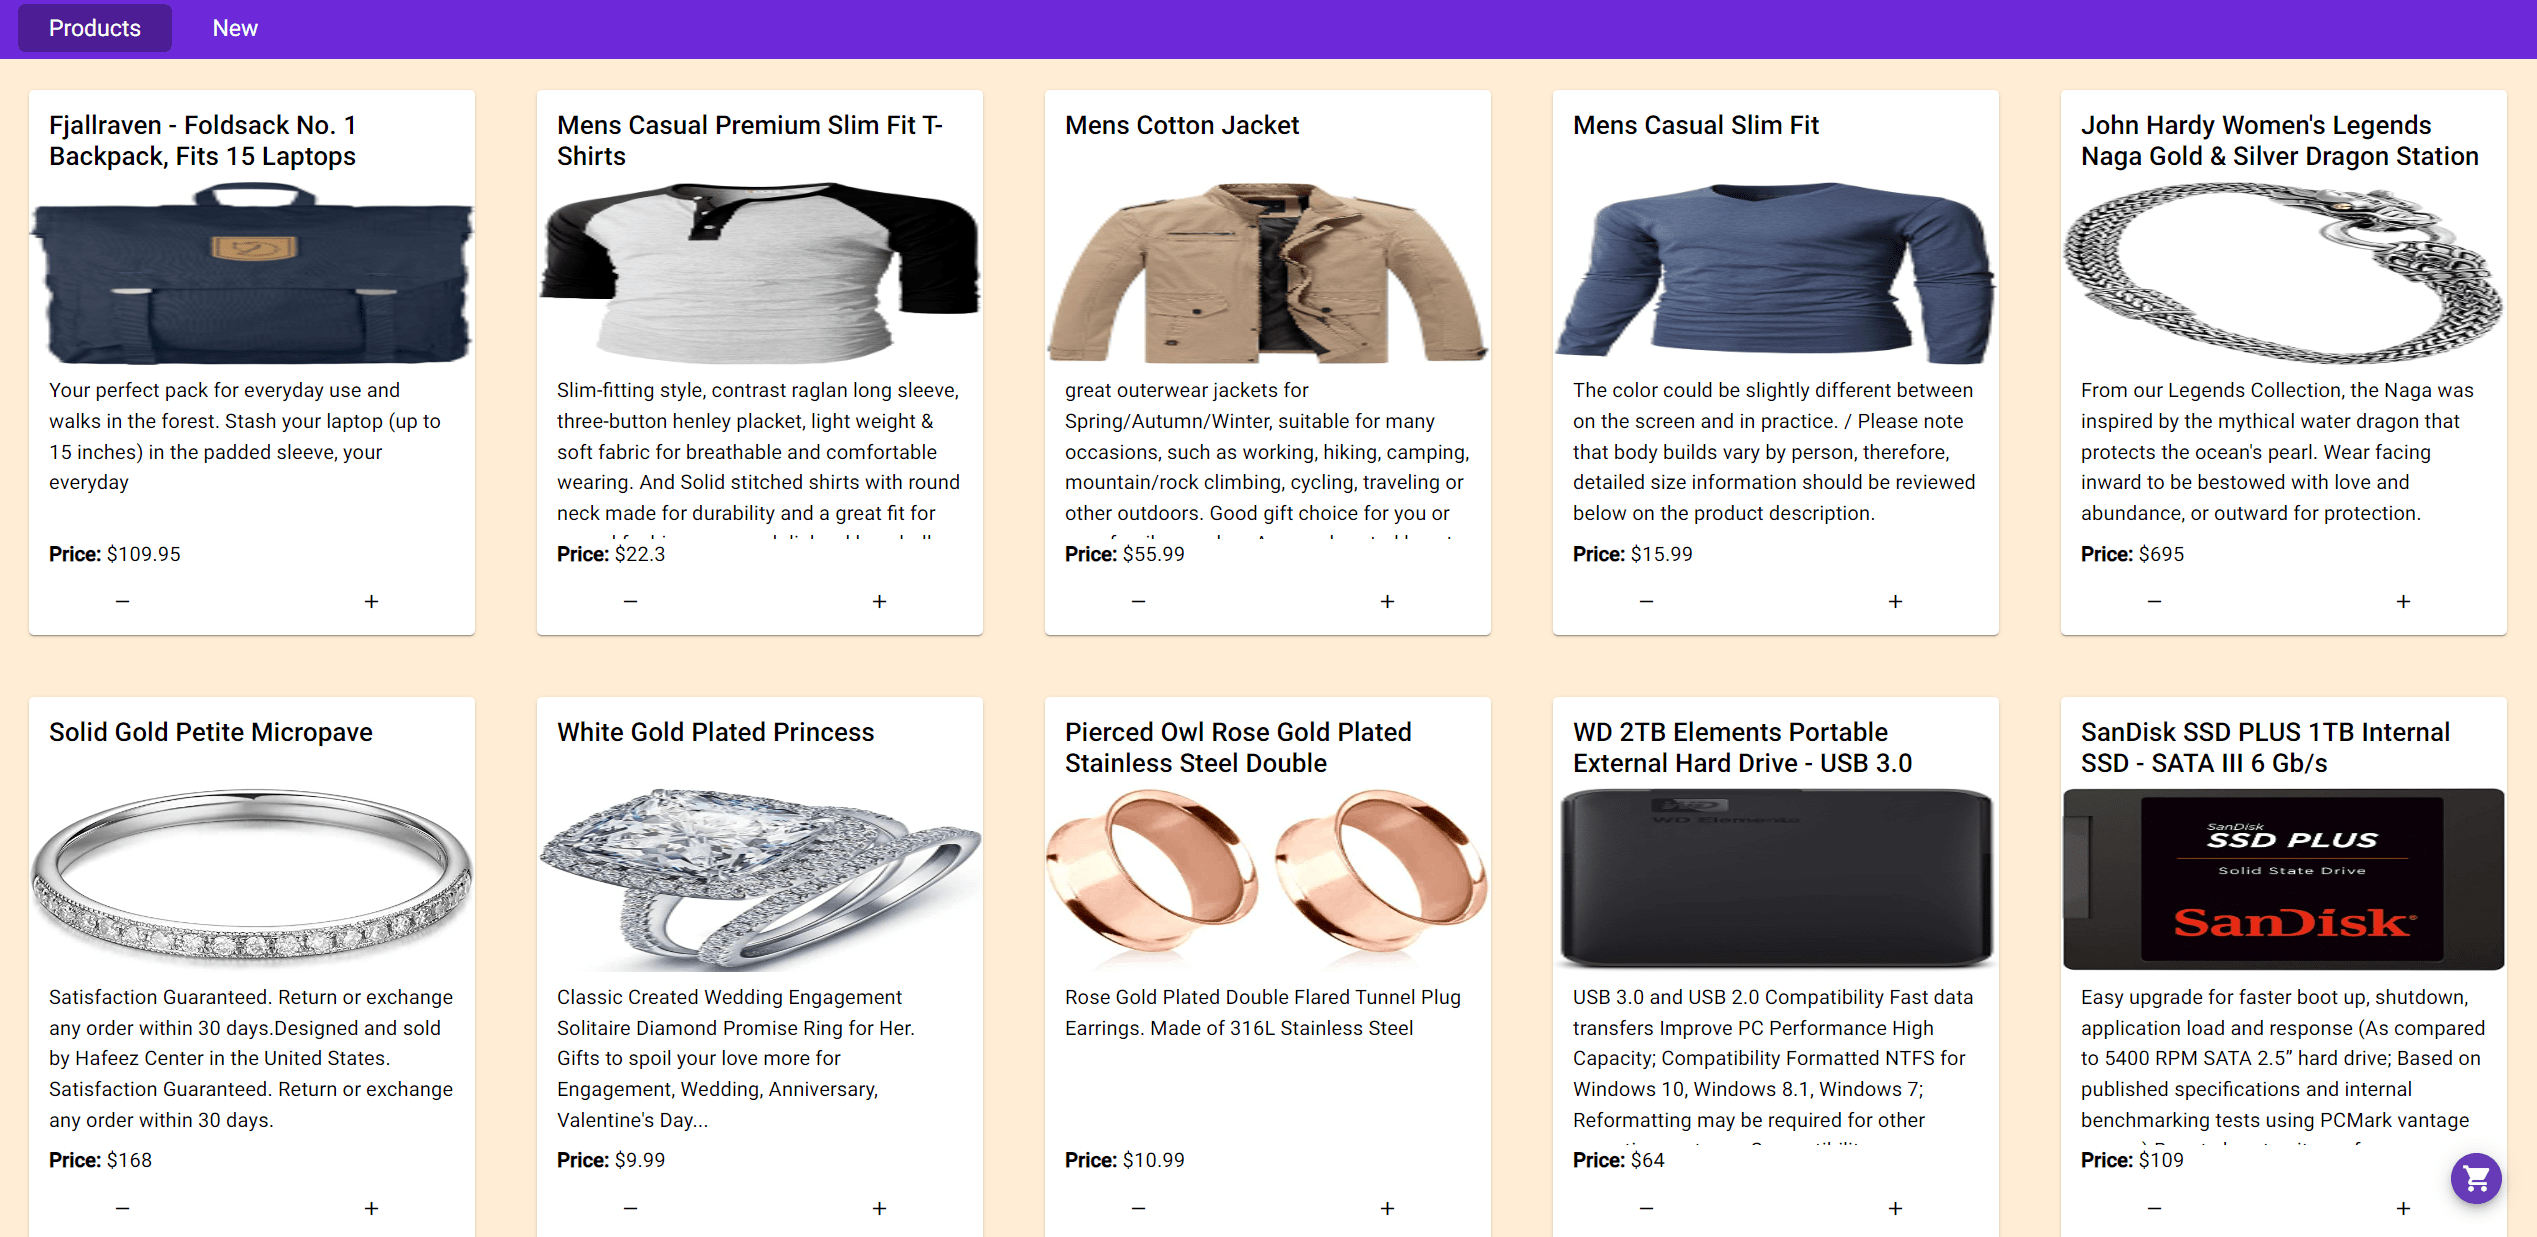 Products New
Fjallraven - Foldsack No. 1
Backpack, Fits 15 Laptops
Your perfect pack for everyday use and
walks in the forest. Stash your laptop (up to
15 inches) in the padded sleeve, your
everyday
Price: $109.95
− +
Mens Casual Premium Slim Fit T-
Shirts
Slim-fitting style, contrast raglan long sleeve,
three-button henley placket, light weight &
soft fabric for breathable and comfortable
wearing. And Solid stitched shirts with round
neck made for durability and a great fit for
Price: $22.3
− +
Mens Cotton Jacket
great outerwear jackets for
Spring/Autumn/Winter, suitable for many
occasions, such as working, hiking, camping,
mountain/rock climbing, cycling, traveling or
other outdoors. Good gift choice for you or
Price: $55.99
− +
Mens Casual Slim Fit
The color could be slightly different between
on the screen and in practice. / Please note
that body builds vary by person, therefore,
detailed size information should be reviewed
below on the product description.
Price: $15.99
− +
John Hardy Women's Legends
Naga Gold & Silver Dragon Station
From our Legends Collection, the Naga was
inspired by the mythical water dragon that
protects the ocean's pearl. Wear facing
inward to be bestowed with love and
abundance, or outward for protection.
Price: $695
− +
Solid Gold Petite Micropave
Satisfaction Guaranteed. Return or exchange
any order within 30 days.Designed and sold
by Hafeez Center in the United States.
Satisfaction Guaranteed. Return or exchange
any order within 30 days.
Price: $168
− +
White Gold Plated Princess
Classic Created Wedding Engagement
Solitaire Diamond Promise Ring for Her.
Gifts to spoil your love more for
Engagement, Wedding, Anniversary,
Valentine's Day...
Price: $9.99
− +
Pierced Owl Rose Gold Plated
Stainless Steel Double
Rose Gold Plated Double Flared Tunnel Plug
Earrings. Made of 316L Stainless Steel
Price: $10.99
− +
WD 2TB Elements Portable
External Hard Drive - USB 3.0
WD
WD Elements
USB 3.0 and USB 2.0 Compatibility Fast data
transfers Improve PC Performance High
Capacity; Compatibility Formatted NTFS for
Windows 10, Windows 8.1, Windows 7;
Reformatting may be required for other
Price: $64
− +
SanDisk SSD PLUS 1TB Internal
SSD - SATA III 6 Gb/s
SanDisk
SSD PLUS
Solid State Drive
SanDisk®
Easy upgrade for faster boot up, shutdown,
application load and response (As compared
to 5400 RPM SATA 2.5” hard drive; Based on
published specifications and internal
benchmarking tests using PCMark vantage
Price: $109
− +